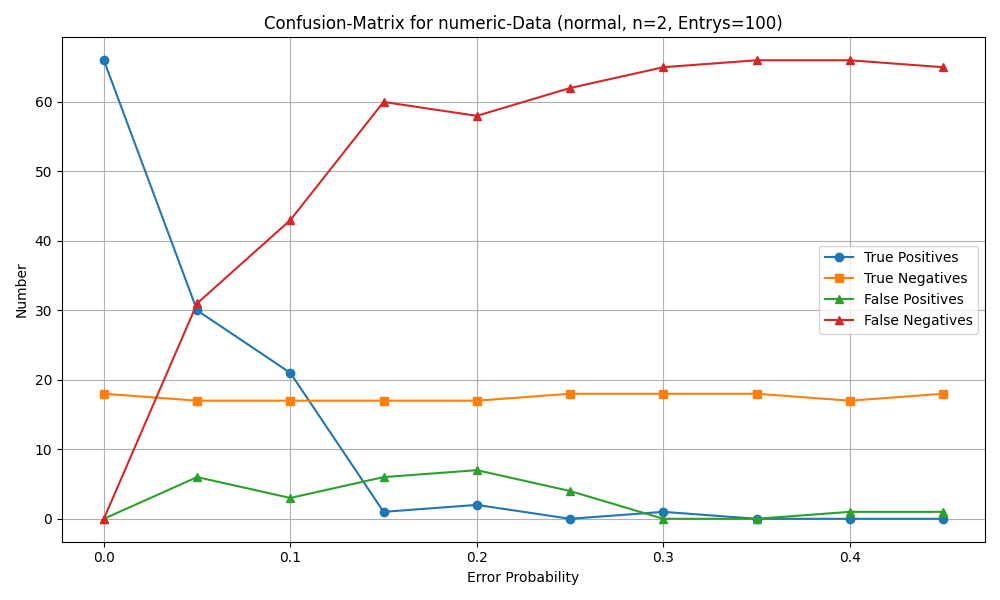 Confusion-Matrix for numeric-Data (normal, n=2, Entrys=100)
Number
60
50
40
30
20
10
0
True Positives
True Negatives
False Positives
False Negatives
0.0 0.1 0.2 0.3 0.4
Error Probability